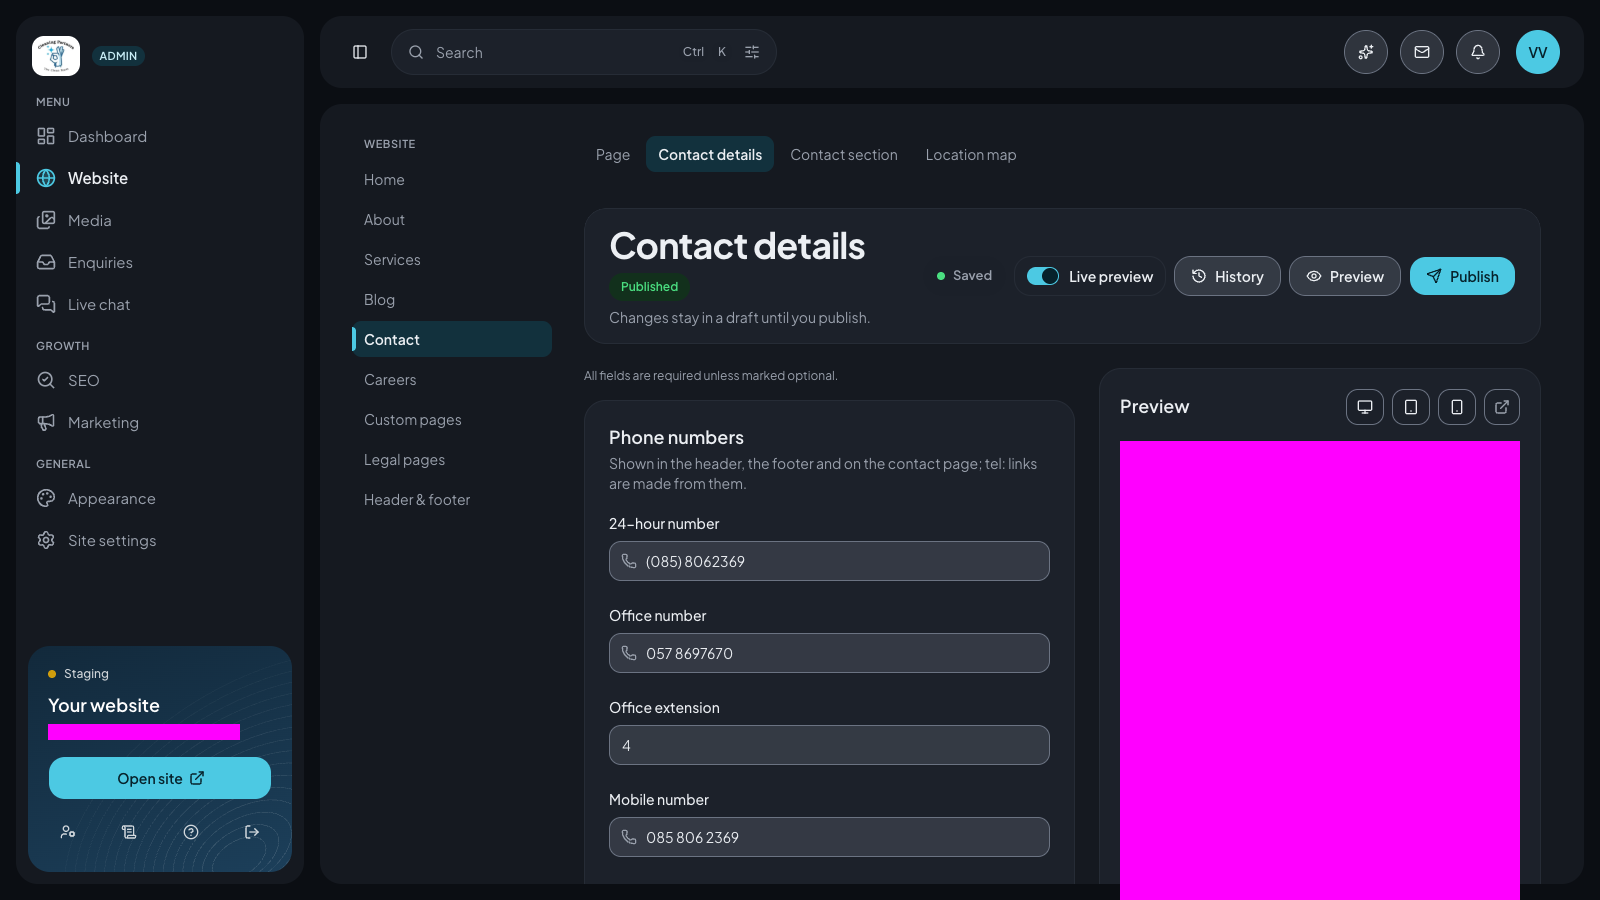 ADMIN
MENU
Dashboard
Website
Media
Enquiries
Live chat
GROWTH
SEO
Marketing
GENERAL
Appearance
Site settings
Staging
Your website
Open site
Search
Ctrl K
VV
WEBSITE
Home
About
Services
Blog
Contact
Careers
Custom pages
Legal pages
Header & footer
Page
Contact details
Contact section
Location map
Contact details
Published
Changes stay in a draft until you publish.
Saved
Live preview
History
Preview
Publish
All fields are required unless marked optional.
Phone numbers
Shown in the header, the footer and on the contact page; tel: links
are made from them.
24-hour number
(085) 8062369
Office number
057 8697670
Office extension
4
Mobile number
085 806 2369
Preview